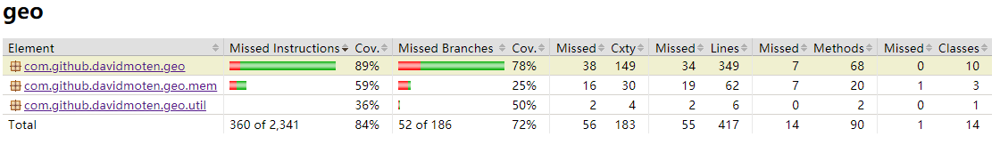 geo
Element Missed Instructions Cov. Missed Branches Cov. Missed Cxty Missed Lines Missed Methods Missed Classes
com.github.davidmoten.geo 89% 78% 38 149 34 349 7 68 0 10
com.github.davidmoten.geo.mem 59% 25% 16 30 19 62 7 20 1 3
com.github.davidmoten.geo.util 36% 50% 2 4 2 6 0 2 0 1
Total 360 of 2,341 84% 52 of 186 72% 56 183 55 417 14 90 1 14